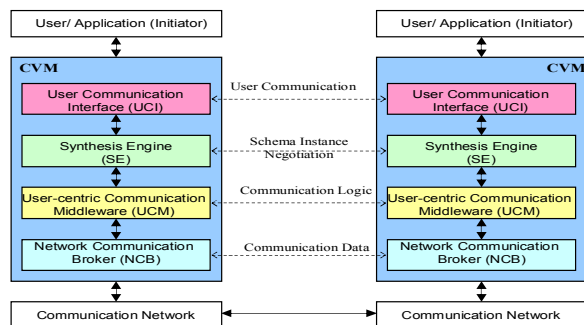 User/ Application (Initiator)
User/ Application (Initiator)
CVM
CVM
User Communication
Interface (UCI)
User Communication
User Communication
Interface (UCI)
Synthesis Engine
(SE)
Schema Instance
Negotiation
Synthesis Engine
(SE)
User-centric Communication
Middleware (UCM)
Communication Logic
User-centric Communication
Middleware (UCM)
Network Communication
Broker (NCB)
Communication Data
Network Communication
Broker (NCB)
Communication Network
Communication Network